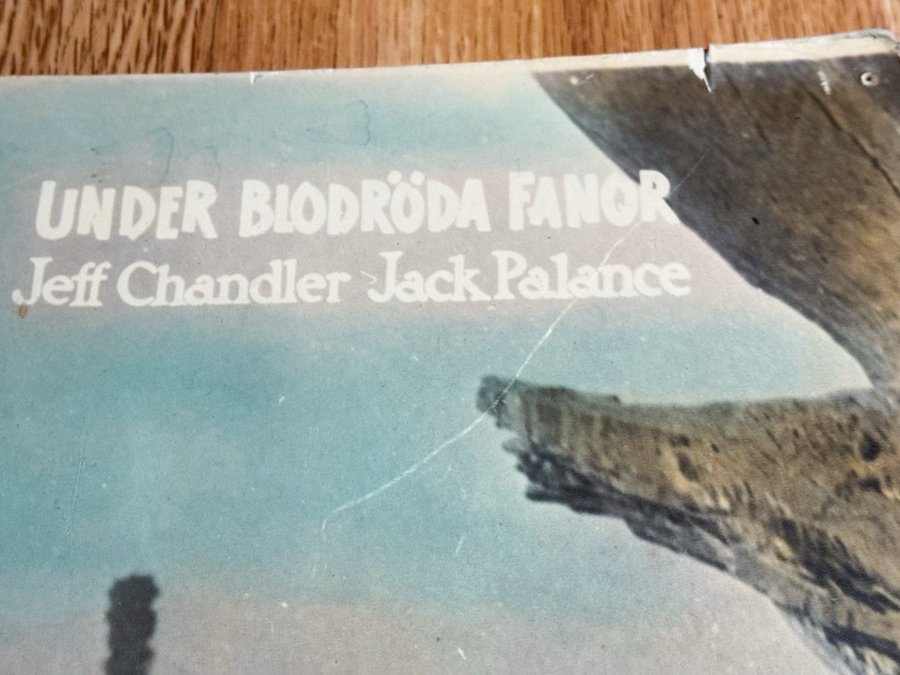 UNDER BLODRÖDA FANOR
Jeff Chandler Jack Palance